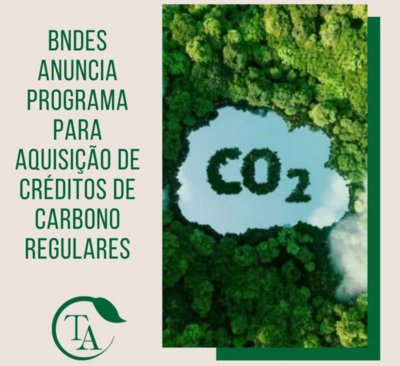 BNDES
ANUNCIA
PROGRAMA
PARA
AQUISIÇÃO DE
CRÉDITOS DE
CARBONO
REGULARES
CO2
TA